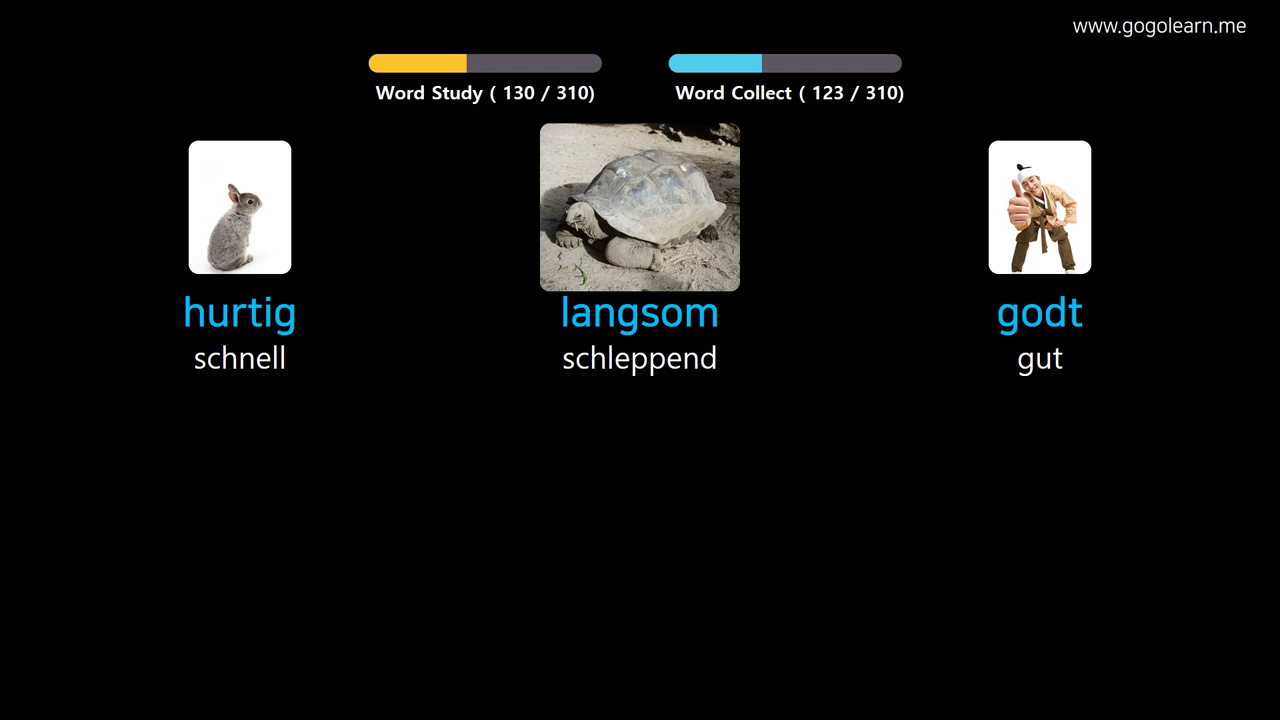 www.gogolearn.me
Word Study ( 130 / 310)
Word Collect ( 123 / 310)
hurtig
schnell
langsom
schleppend
godt
gut